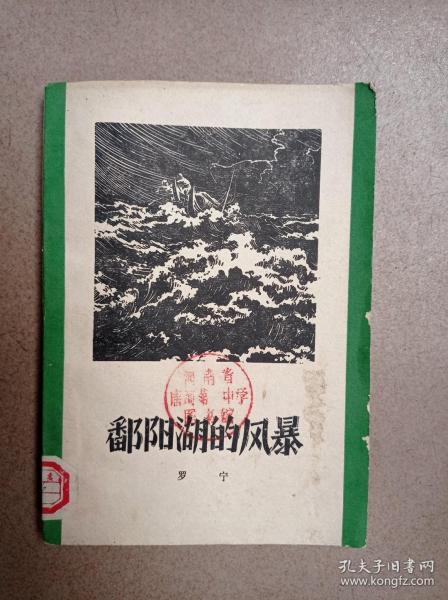 河南省
唐河第一中学
图书馆
鄱阳湖的风暴
罗宁
孔夫子旧书网
www.kongfz.com